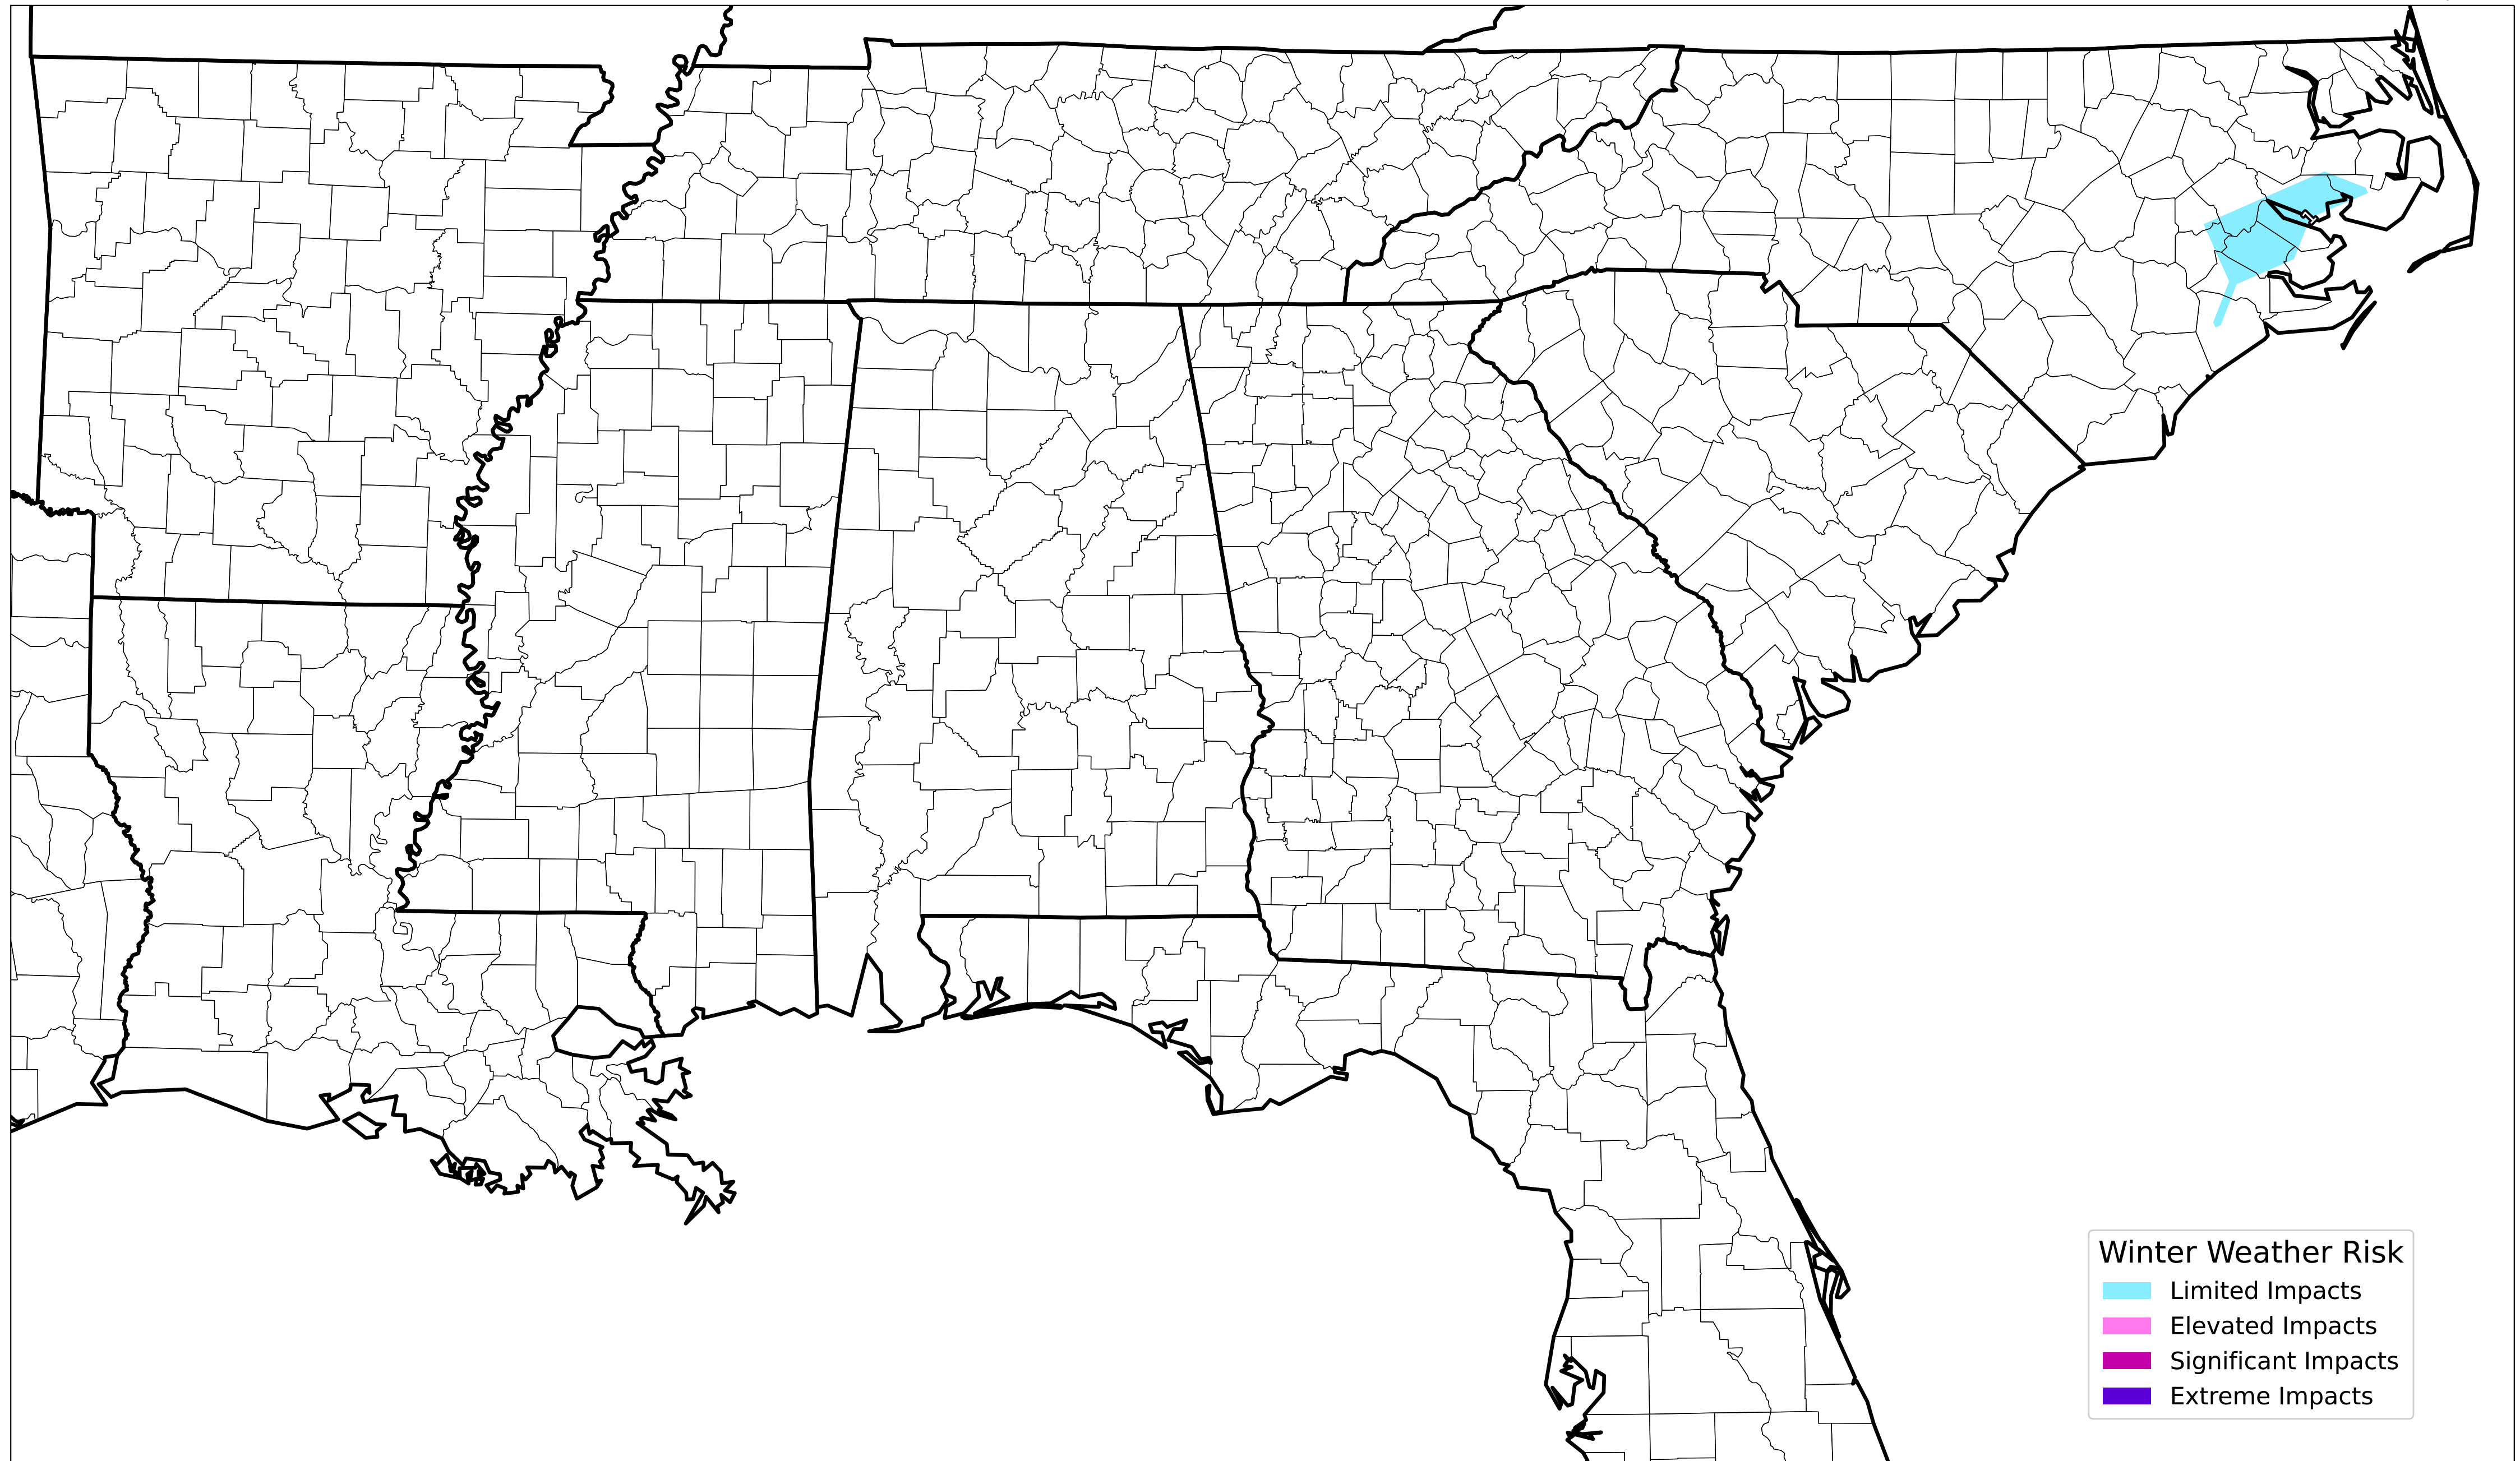 Winter Weather Risk
Limited Impacts
Elevated Impacts
Significant Impacts
Extreme Impacts